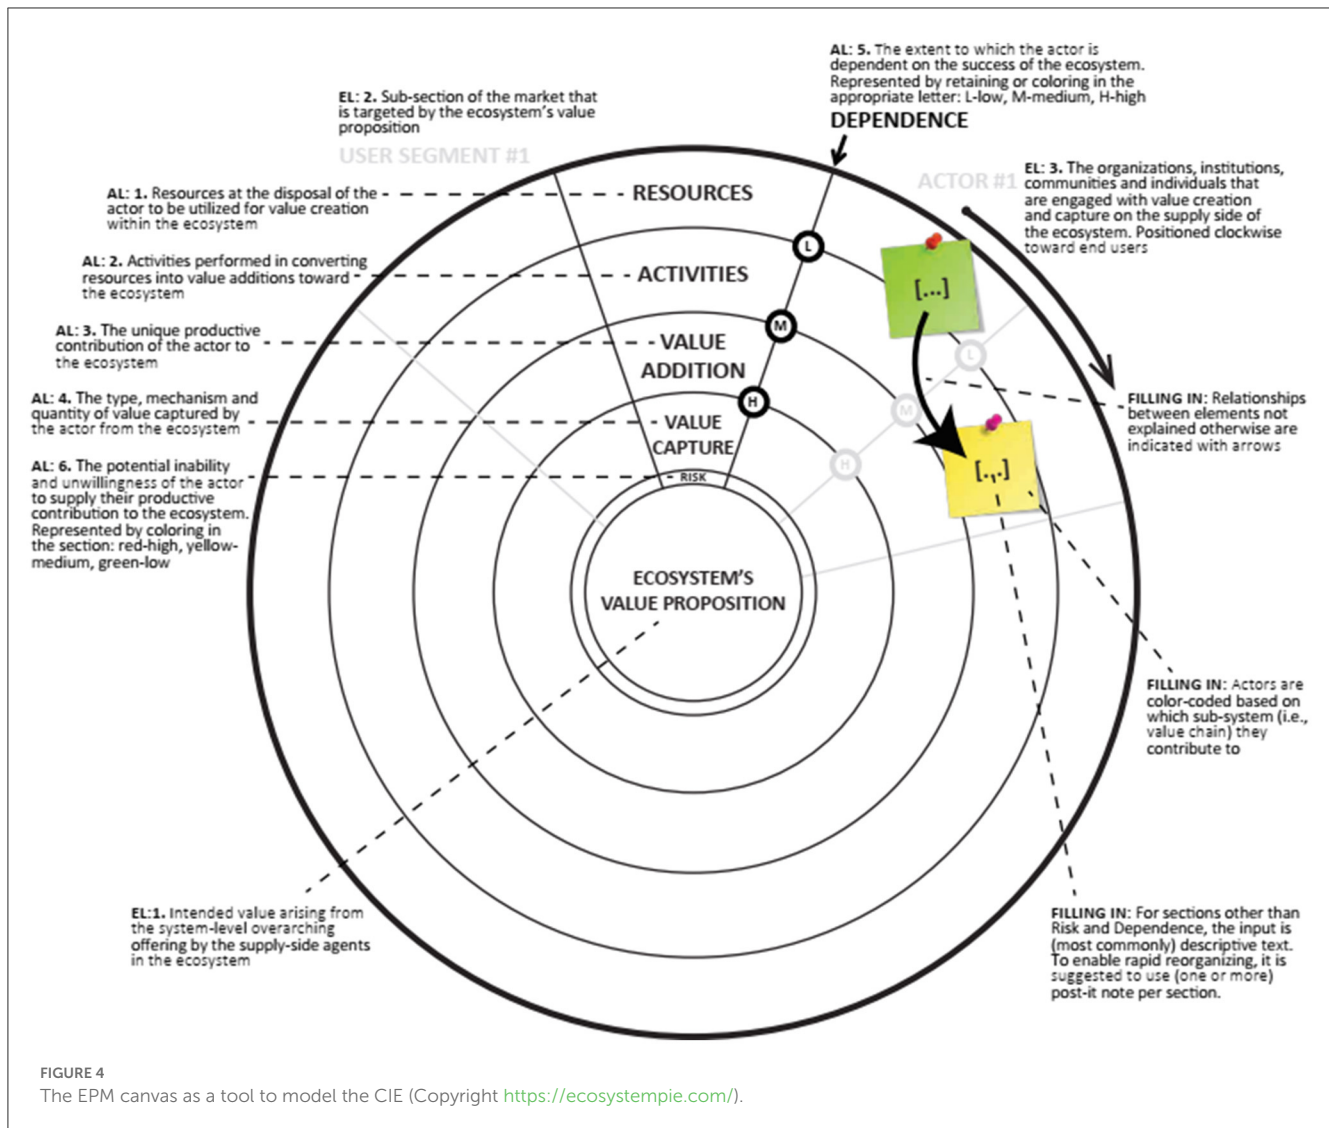 AL: 5. The extent to which the actor is
dependent on the success of the ecosystem.
Represented by retaining or coloring in the
appropriate letter: L-low, M-medium, H-high
DEPENDENCE
EL: 2. Sub-section of the market that
is targeted by the ecosystem's value
proposition
USER SEGMENT #1
ACTOR #1
EL: 3. The organizations, institutions,
communities and individuals that
are engaged with value creation
and capture on the supply side of
the ecosystem. Positioned clockwise
toward end users
AL: 1. Resources at the disposal of the
actor to be utilized for value creation
within the ecosystem
RESOURCES
L
AL: 2. Activities performed in converting
resources into value additions toward
the ecosystem
ACTIVITIES
[...]
M
AL: 3. The unique productive
contribution of the actor to
the ecosystem
VALUE
ADDITION
L
AL: 4. The type, mechanism and
quantity of value captured by
the actor from the ecosystem
H
M
VALUE
CAPTURE
FILLING IN: Relationships
between elements not
explained otherwise are
indicated with arrows
AL: 6. The potential inability
and unwillingness of the actor
to supply their productive
contribution to the ecosystem.
Represented by coloring in
the section: red-high, yellow-
medium, green-low
RISK
H
[...]
ECOSYSTEM'S
VALUE PROPOSITION
FILLING IN: Actors are
color-coded based on
which sub-system (i.e.,
value chain) they
contribute to
EL:1. Intended value arising from
the system-level overarching
offering by the supply-side agents
in the ecosystem
FILLING IN: For sections other than
Risk and Dependence, the input is
(most commonly) descriptive text.
To enable rapid reorganizing, it is
suggested to use (one or more)
post-it note per section.
FIGURE 4
The EPM canvas as a tool to model the CIE (Copyright https://ecosystempie.com/).